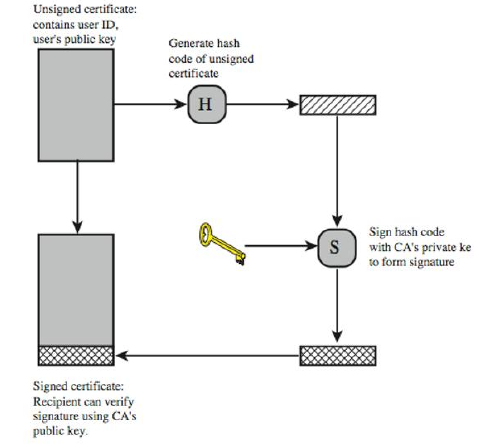 Unsigned certificate:
contains user ID,
user's public key
Generate hash
code of unsigned
certificate
H
S
Sign hash code
with CA's private ke
to form signature
Signed certificate:
Recipient can verify
signature using CA's
public key.